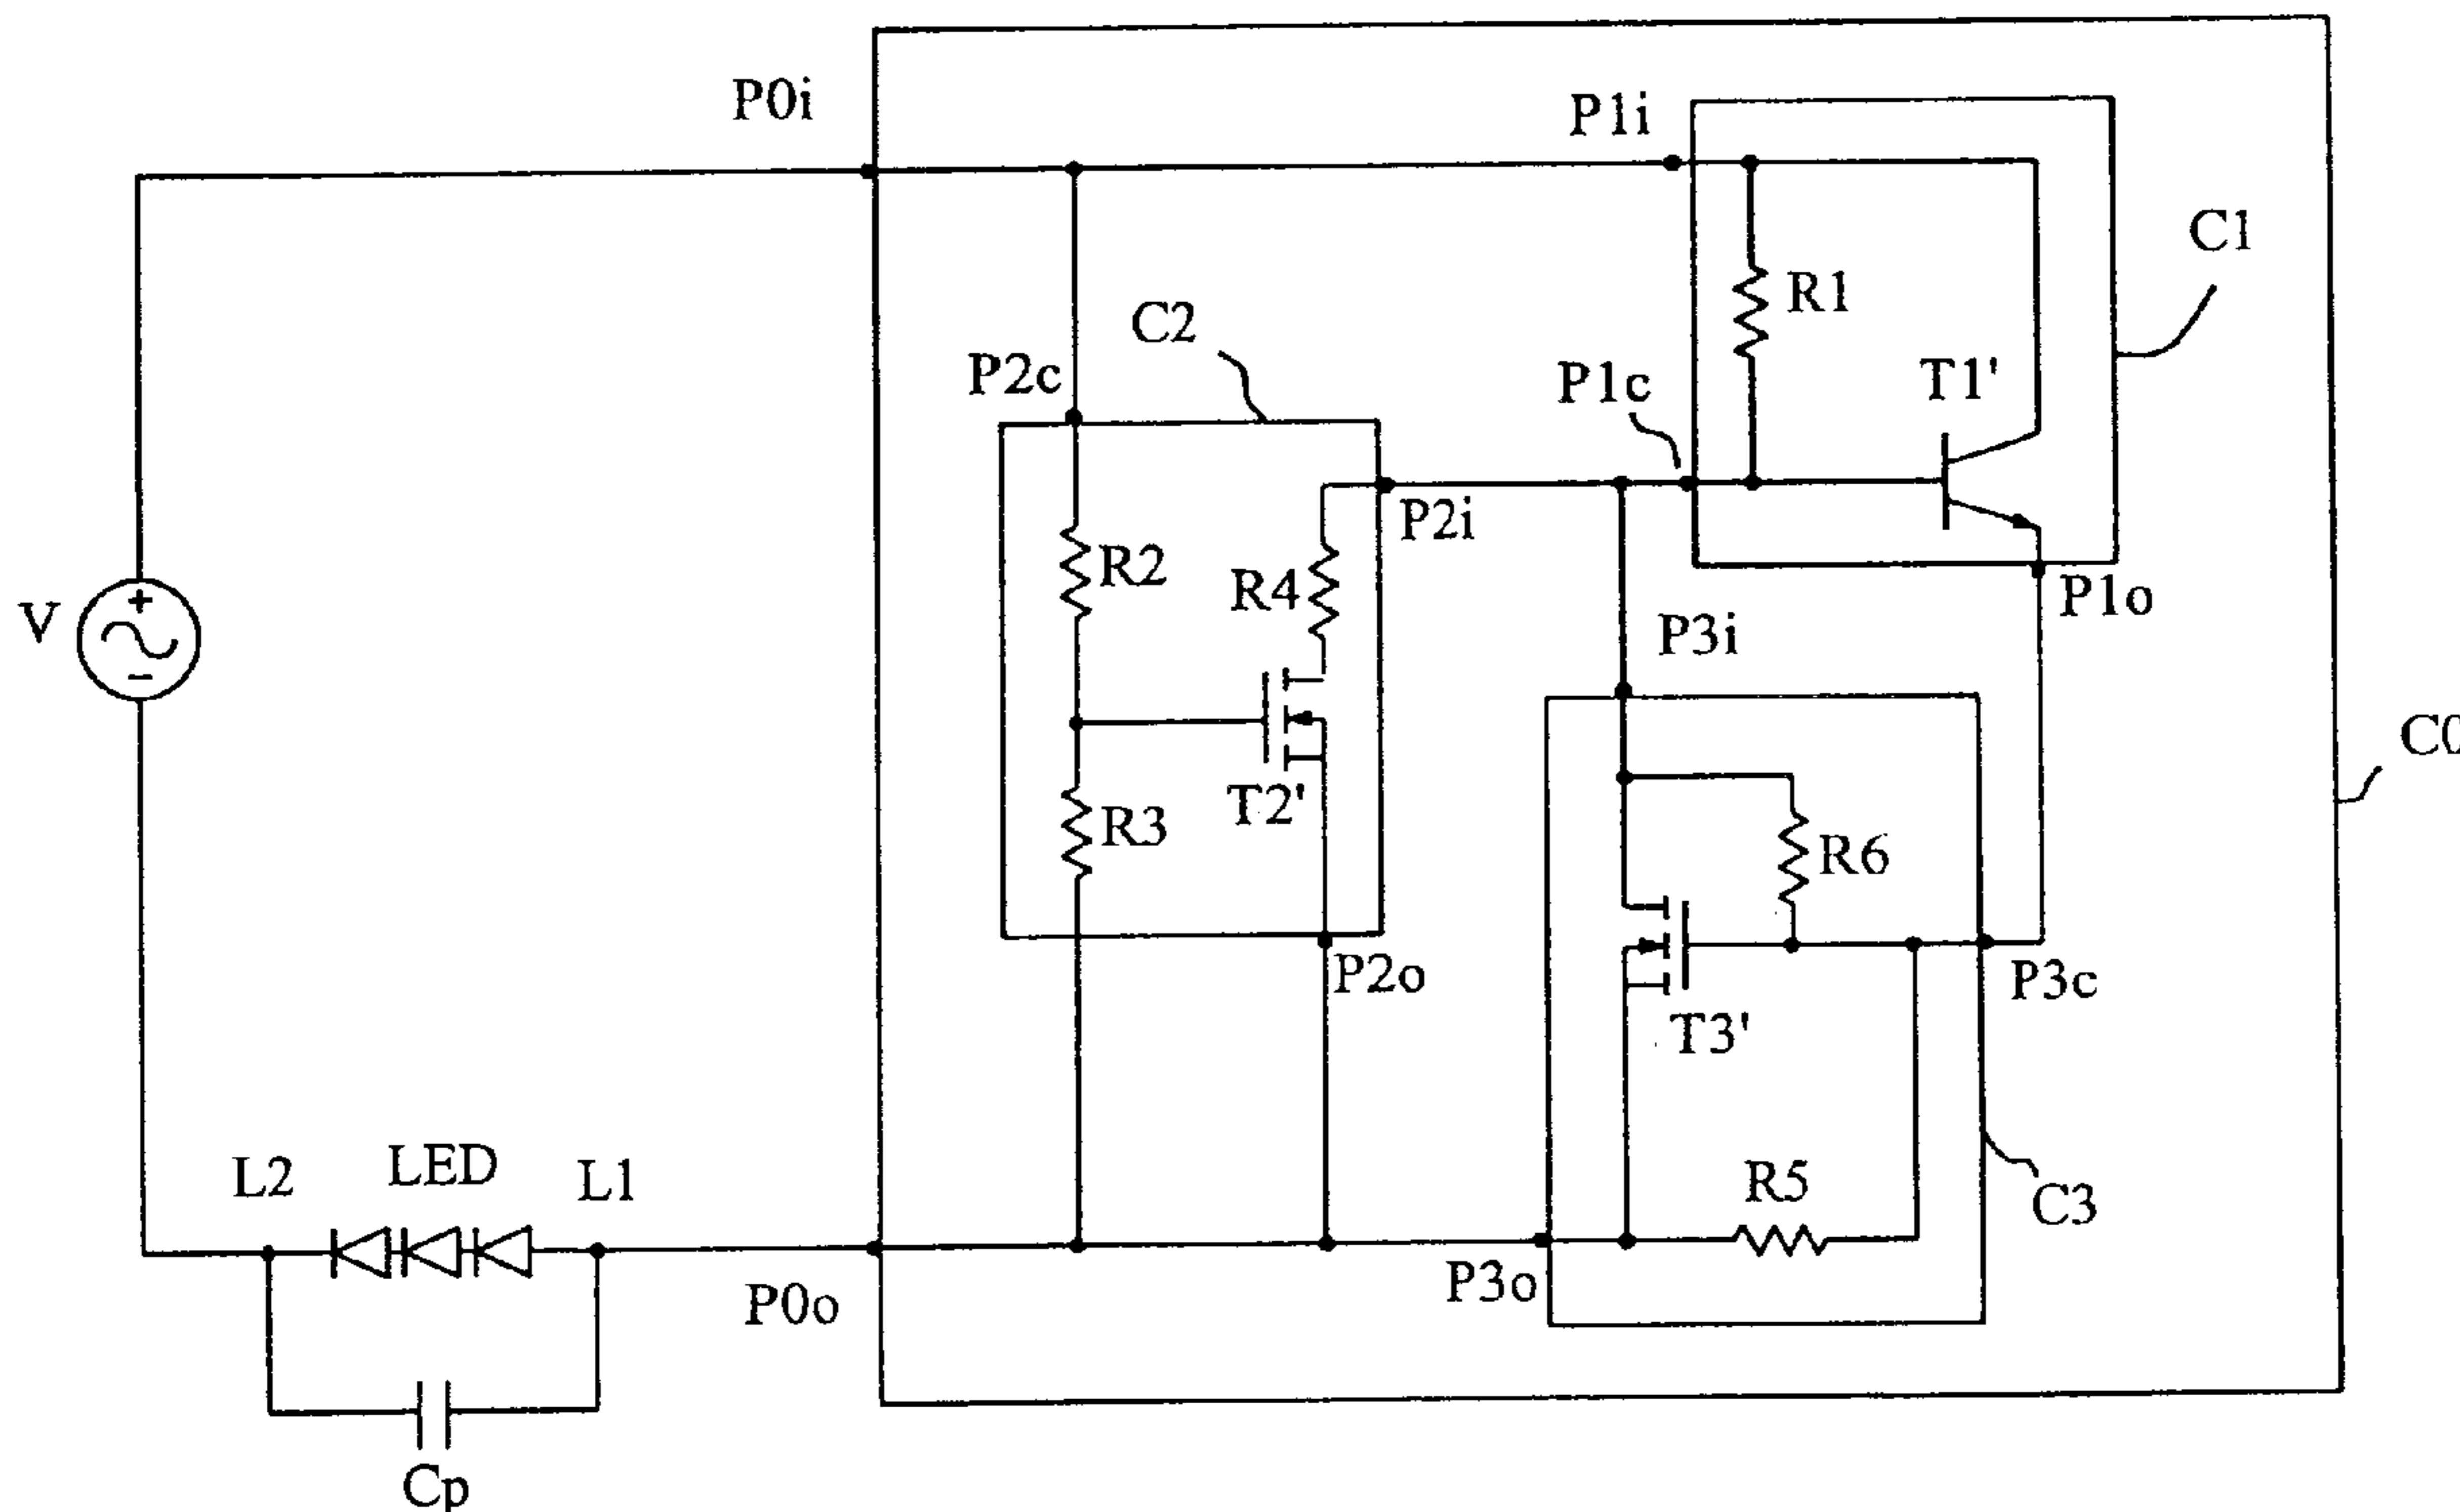 P0i
P1i
C1
R1
C2
P2c
P1c
T1'
P2i
R2
R4
P1o
V
+
-
P3i
C0
R3
T2'
R6
P2o
P3c
T3'
L2
LED
L1
R5
C3
P0o
P3o
Cp